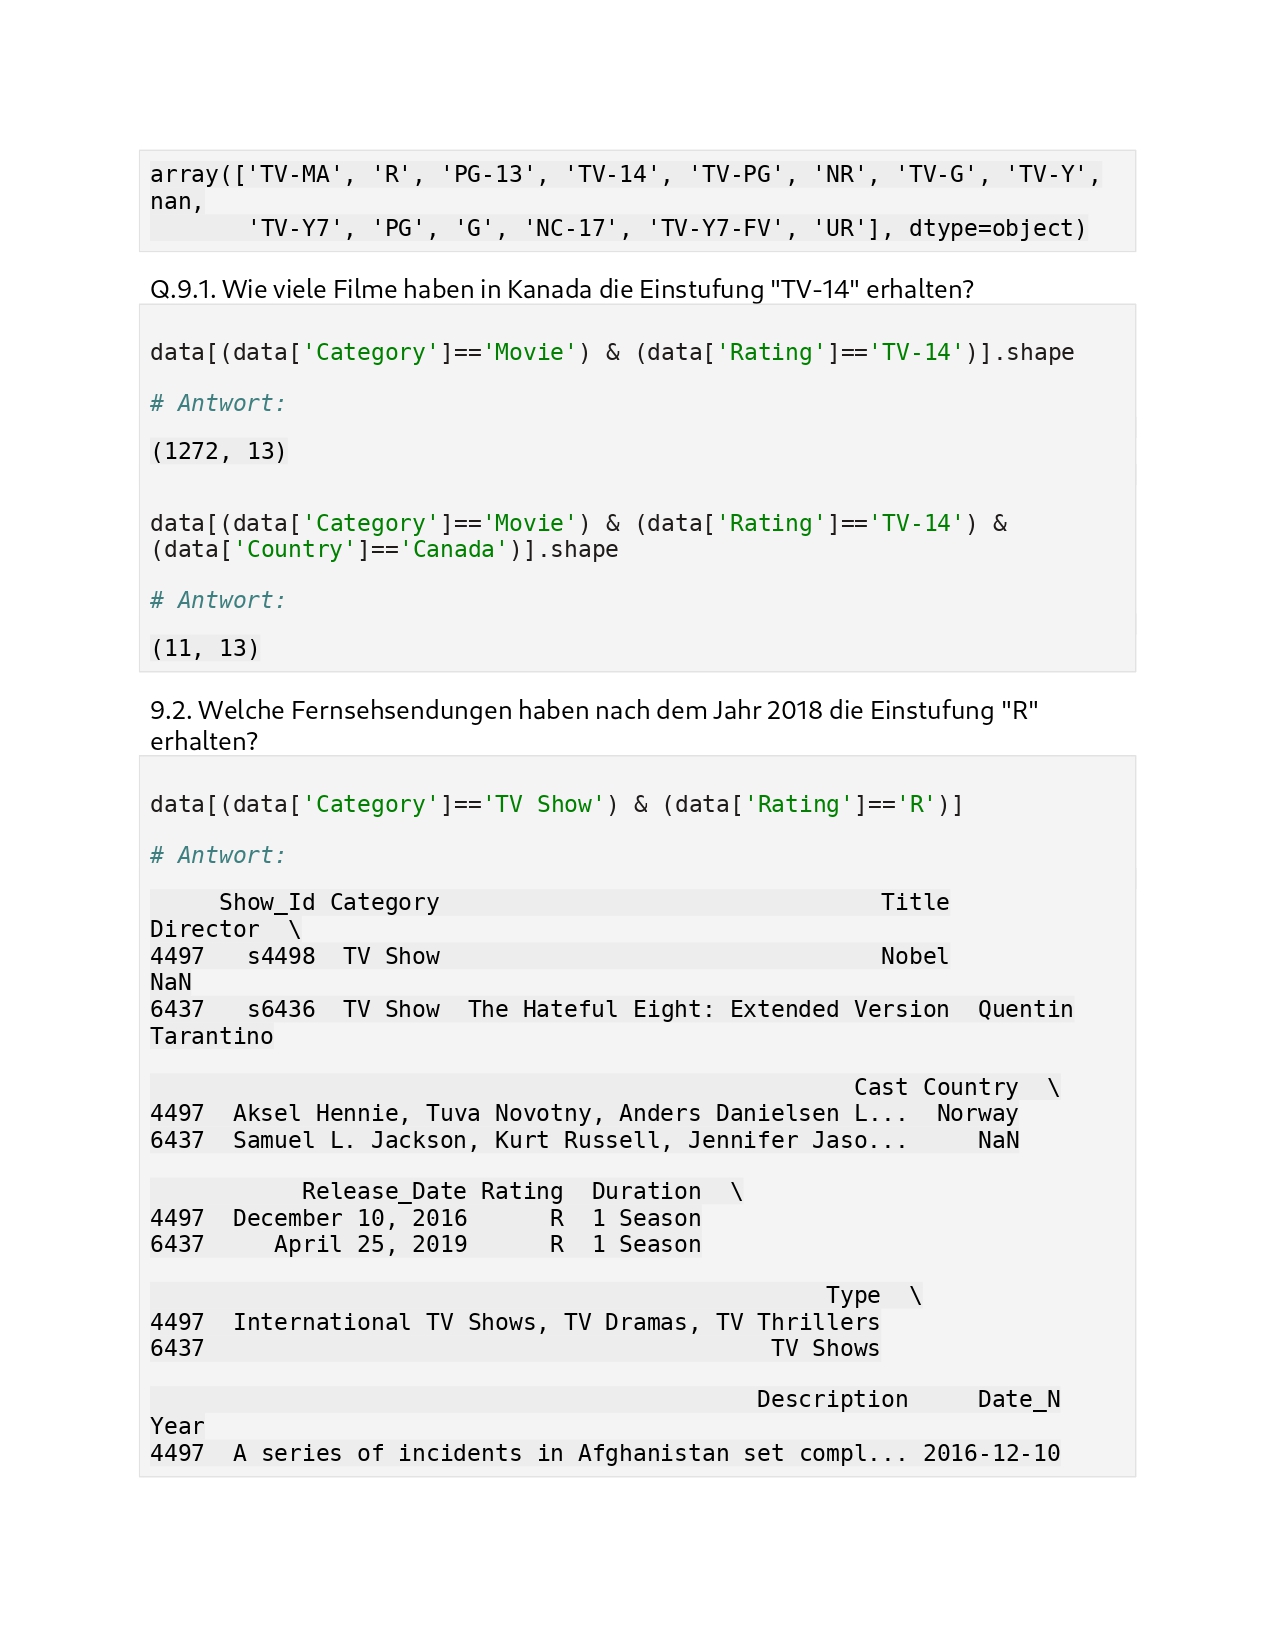 array(['TV-MA', 'R', 'PG-13', 'TV-14', 'TV-PG', 'NR', 'TV-G', 'TV-Y',
nan,
       'TV-Y7', 'PG', 'G', 'NC-17', 'TV-Y7-FV', 'UR'], dtype=object)
Q.9.1. Wie viele Filme haben in Kanada die Einstufung "TV-14" erhalten?
data[(data['Category']=='Movie') & (data['Rating']=='TV-14')].shape
# Antwort:
(1272, 13)
data[(data['Category']=='Movie') & (data['Rating']=='TV-14') &
(data['Country']=='Canada')].shape
# Antwort:
(11, 13)
9.2. Welche Fernsehsendungen haben nach dem Jahr 2018 die Einstufung "R"
erhalten?
data[(data['Category']=='TV Show') & (data['Rating']=='R')]
# Antwort:
     Show_Id Category                                Title
Director  \
4497   s4498  TV Show                                Nobel
NaN
6437   s6436  TV Show  The Hateful Eight: Extended Version  Quentin
Tarantino
                                                   Cast Country  \
4497  Aksel Hennie, Tuva Novotny, Anders Danielsen L...  Norway
6437  Samuel L. Jackson, Kurt Russell, Jennifer Jaso...     NaN
           Release_Date Rating  Duration  \
4497  December 10, 2016      R  1 Season
6437     April 25, 2019      R  1 Season
                                                 Type  \
4497  International TV Shows, TV Dramas, TV Thrillers
6437                                         TV Shows
                                            Description     Date_N
Year
4497  A series of incidents in Afghanistan set compl... 2016-12-10